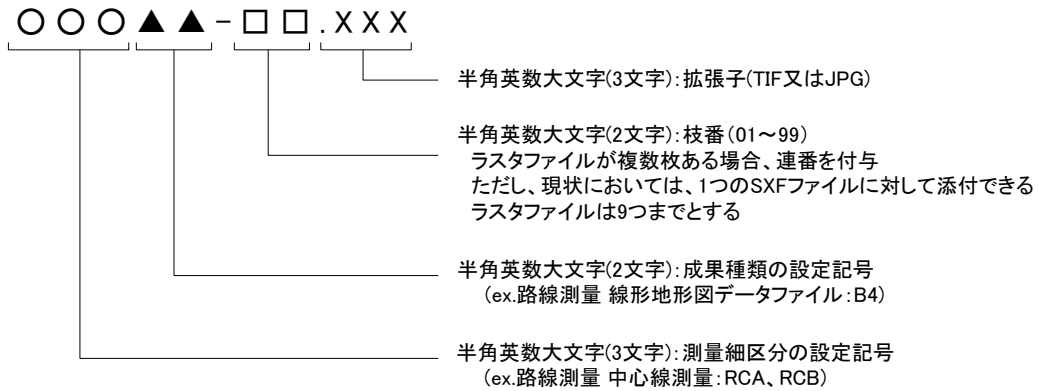 ○○○▲▲-□□.XXX
半角英数大文字(3文字):拡張子(TIF又はJPG)
半角英数大文字(2文字):枝番(01～99)
ラスタファイルが複数枚ある場合、連番を付与
ただし、現状においては、1つのSXFファイルに対して添付できる
ラスタファイルは9つまでとする
半角英数大文字(2文字):成果種類の設定記号
(ex.路線測量 線形地形図データファイル:B4)
半角英数大文字(3文字):測量細区分の設定記号
(ex.路線測量 中心線測量:RCA、RCB)